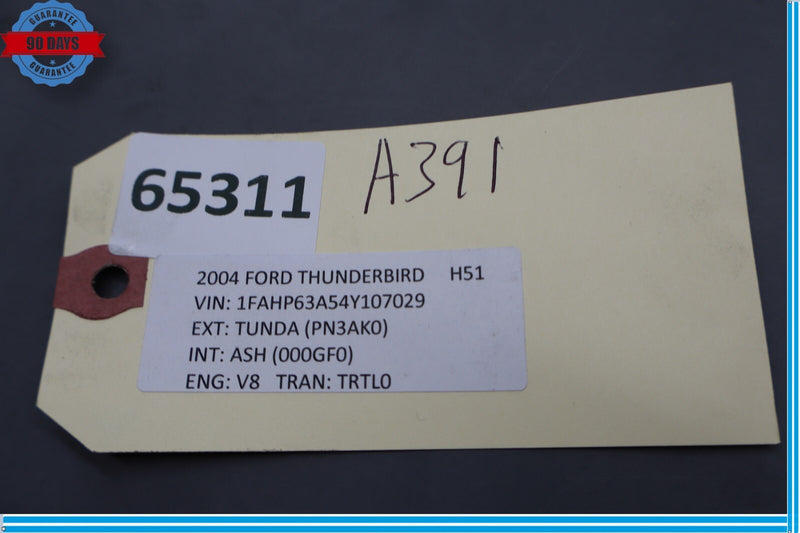 GUARANTEE
90 DAYS
GUARANTEE
65311
A391
2004 FORD THUNDERBIRD H51
VIN: 1FAHP63A54Y107029
EXT: TUNDA (PN3AK0)
INT: ASH (000GF0)
ENG: V8 TRAN: TRTL0